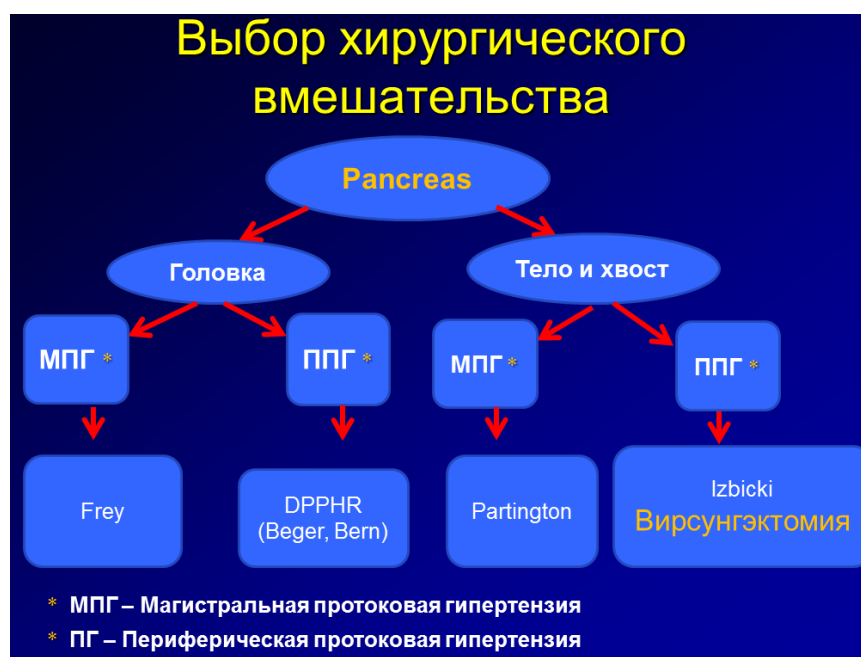 Выбор хирургического
вмешательства
Pancreas
Головка
Тело и хвост
МПГ *
ППГ *
МПГ *
ППГ *
Frey
DPPHR
(Beger, Bern)
Partington
Izbicki
Вирсунгэктомия
* МПГ – Магистральная протоковая гипертензия
* ПГ – Периферическая протоковая гипертензия